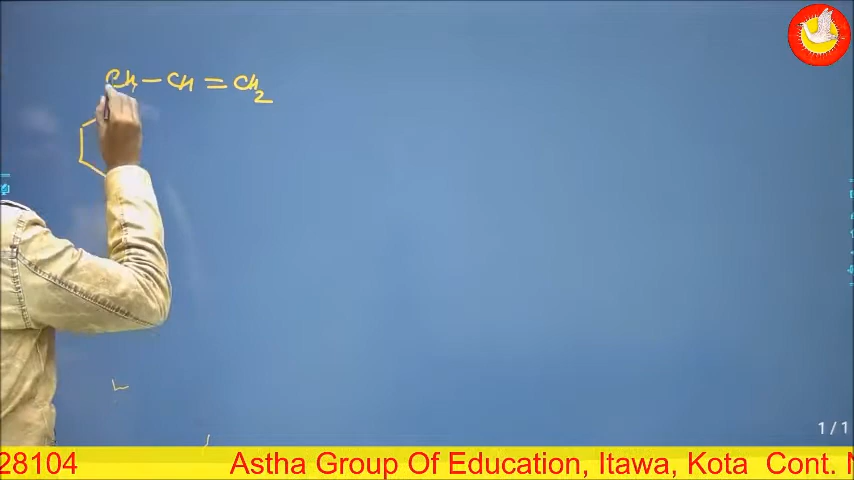 CH - CH = CH2
1 / 1
28104 Astha Group Of Education, Itawa, Kota Cont. N